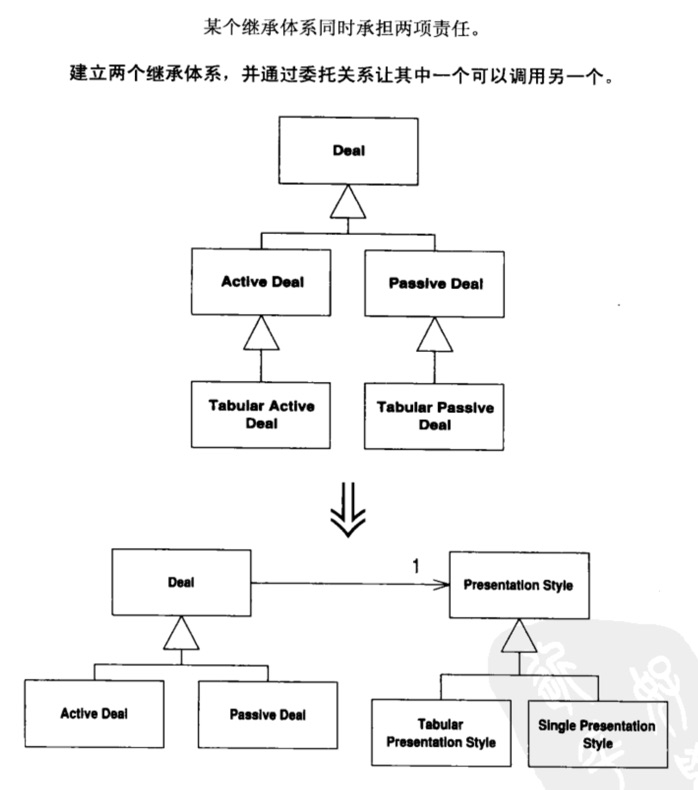 某个继承体系同时承担两项责任。
建立两个继承体系，并通过委托关系让其中一个可以调用另一个。
Deal
Active Deal
Passive Deal
Tabular Active
Deal
Tabular Passive
Deal
1
Deal
Presentation Style
Active Deal
Passive Deal
Tabular
Presentation Style
Single Presentation
Style